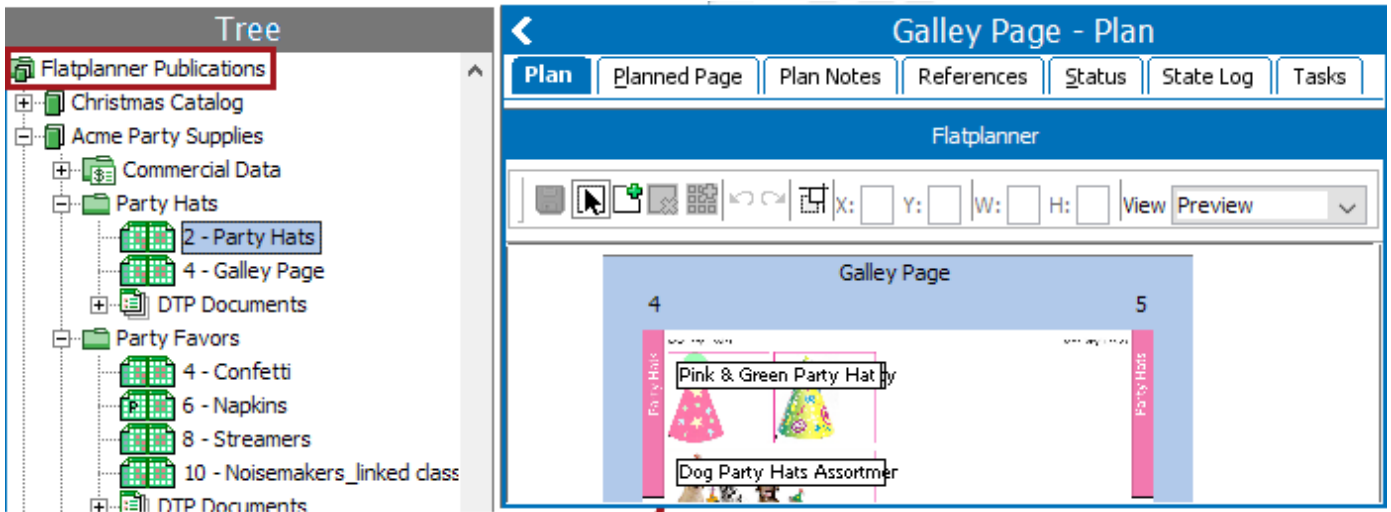 Tree
Flatplanner Publications
Christmas Catalog
Acme Party Supplies
Commercial Data
Party Hats
2 - Party Hats
4 - Galley Page
DTP Documents
Party Favors
4 - Confetti
P
6 - Napkins
8 - Streamers
10 - Noisemakers_linked class
DTP Documents
Galley Page - Plan
Plan Planned Page Plan Notes References Status State Log Tasks
Flatplanner
X: Y: W: H: View Preview
Galley Page
4 5
Party Hats
Party Hats
Pink & Green Party Hat
Dog Party Hats Assortmer